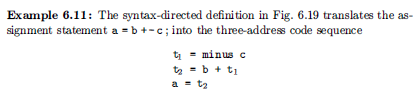 Example 6.11: The syntax-directed definition in Fig. 6.19 translates the as-
signment statement a = b + - c ; into the three-address code sequence
t₁ = minus c
t₂ = b + t₁
a = t₂